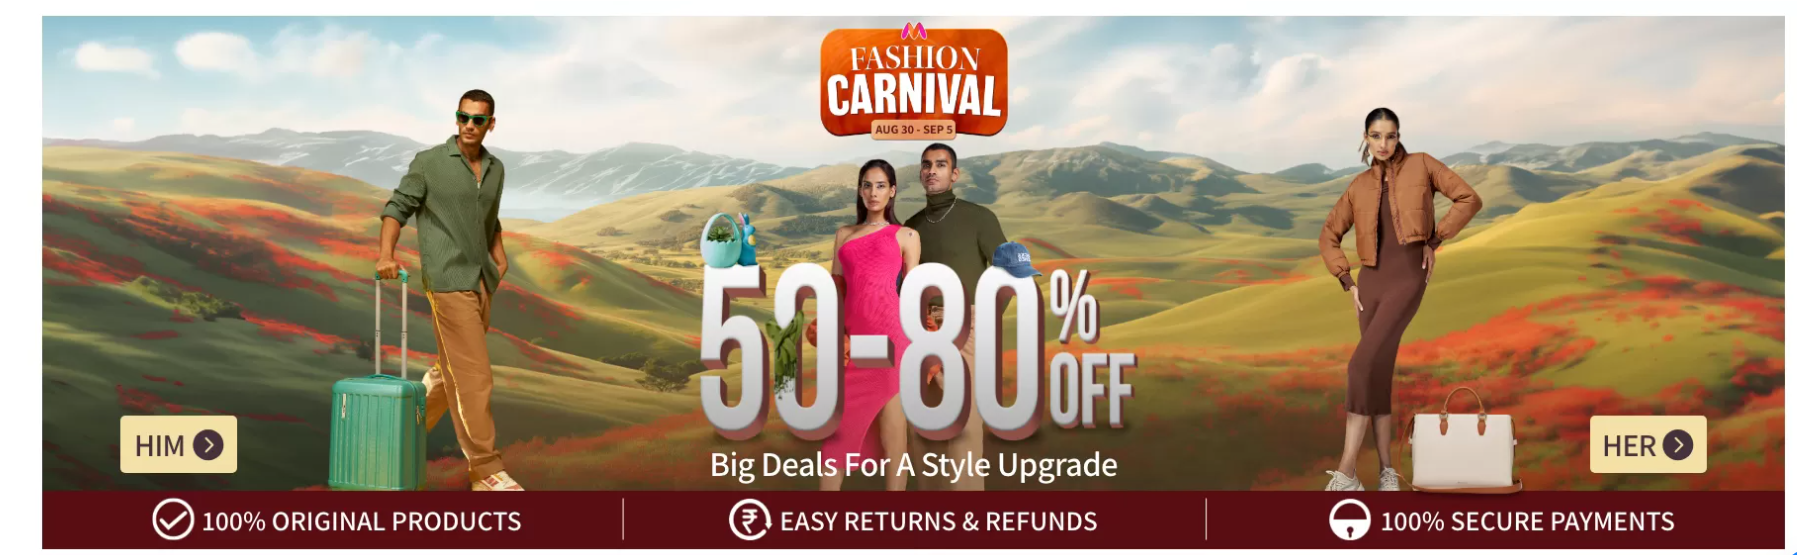 FASHION
CARNIVAL
AUG 30 - SEP 5
50-80% OFF
Big Deals For A Style Upgrade
HIM
HER
100% ORIGINAL PRODUCTS
EASY RETURNS & REFUNDS
100% SECURE PAYMENTS